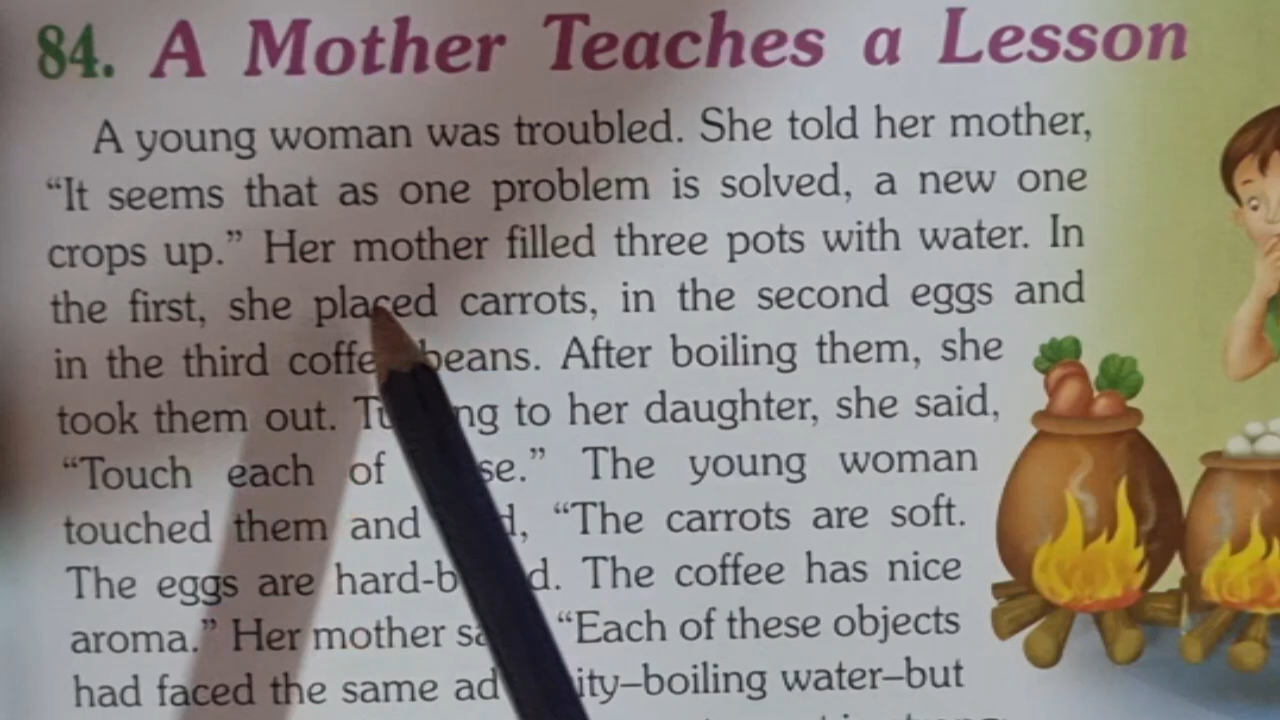 84. A Mother Teaches a Lesson
A young woman was troubled. She told her mother,
"It seems that as one problem is solved, a new one
crops up." Her mother filled three pots with water. In
the first, she placed carrots, in the second eggs and
in the third coffe beans. After boiling them, she
took them out. to her daughter, she said,
"Touch each of se." The young woman
touched them and d, "The carrots are soft.
The eggs are hard-b d. The coffee has nice
aroma." Her mother sa "Each of these objects
had faced the same ad ity–boiling water–but